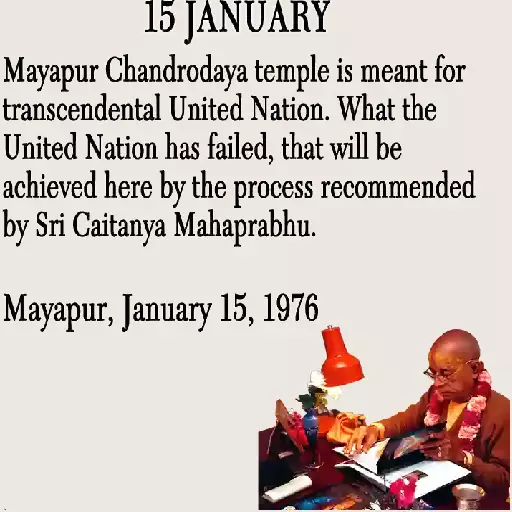 15 JANUARY
Mayapur Chandrodaya temple is meant for
transcendental United Nation. What the
United Nation has failed, that will be
achieved here by the process recommended
by Sri Caitanya Mahaprabhu.
Mayapur, January 15, 1976